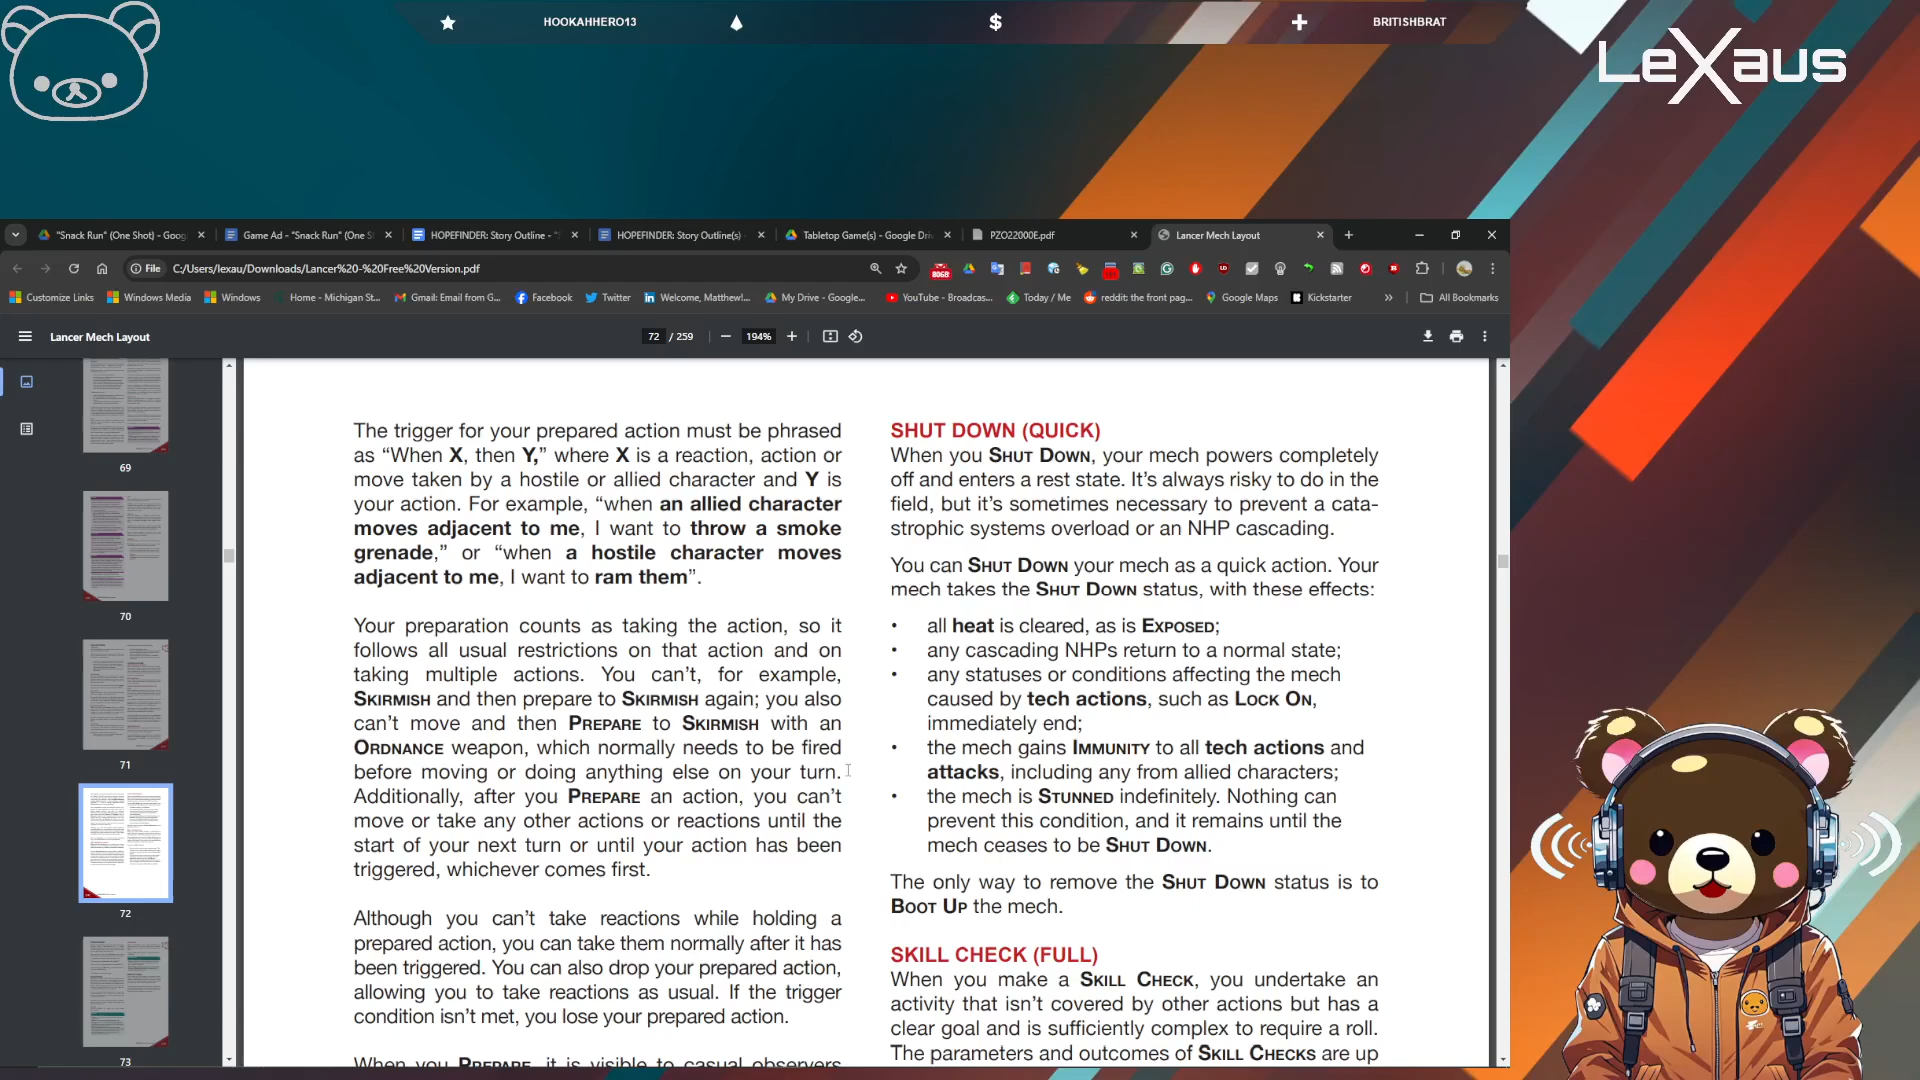 HOOKAHHERO13
$
BRITISHBRAT
LeXaus
"Snack Run" (One Shot) - Goog
Game Ad - "Snack Run" (One S
HOPEFINDER: Story Outline - "
HOPEFINDER: Story Outline(s)
Tabletop Game(s) - Google Dri
PZO22000E.pdf
Lancer Mech Layout
File
C:/Users/lexau/Downloads/Lancer%20-%20Free%20Version.pdf
Customize Links
Windows Media
Windows
Home - Michigan St...
Gmail: Email from G...
Facebook
Twitter
Welcome, Matthew!...
My Drive - Google...
YouTube - Broadcas...
Today / Me
reddit: the front pag...
Google Maps
Kickstarter
»
All Bookmarks
Lancer Mech Layout
72 / 259
194%
69
70
71
72
73
The trigger for your prepared action must be phrased
as “When X, then Y,” where X is a reaction, action or
move taken by a hostile or allied character and Y is
your action. For example, “when an allied character
moves adjacent to me, I want to throw a smoke
grenade,” or “when a hostile character moves
adjacent to me, I want to ram them”.
Your preparation counts as taking the action, so it
follows all usual restrictions on that action and on
taking multiple actions. You can’t, for example,
SKIRMISH and then prepare to SKIRMISH again; you also
can’t move and then PREPARE to SKIRMISH with an
ORDNANCE weapon, which normally needs to be fired
before moving or doing anything else on your turn.
Additionally, after you PREPARE an action, you can’t
move or take any other actions or reactions until the
start of your next turn or until your action has been
triggered, whichever comes first.
Although you can’t take reactions while holding a
prepared action, you can take them normally after it has
been triggered. You can also drop your prepared action,
allowing you to take reactions as usual. If the trigger
condition isn’t met, you lose your prepared action.
When you PREPARE, it is visible to casual observers
SHUT DOWN (QUICK)
When you SHUT DOWN, your mech powers completely
off and enters a rest state. It’s always risky to do in the
field, but it’s sometimes necessary to prevent a cata-
strophic systems overload or an NHP cascading.
You can SHUT DOWN your mech as a quick action. Your
mech takes the SHUT DOWN status, with these effects:
• all heat is cleared, as is EXPOSED;
• any cascading NHPs return to a normal state;
• any statuses or conditions affecting the mech
caused by tech actions, such as LOCK ON,
immediately end;
• the mech gains IMMUNITY to all tech actions and
attacks, including any from allied characters;
• the mech is STUNNED indefinitely. Nothing can
prevent this condition, and it remains until the
mech ceases to be SHUT DOWN.
The only way to remove the SHUT DOWN status is to
BOOT UP the mech.
SKILL CHECK (FULL)
When you make a SKILL CHECK, you undertake an
activity that isn’t covered by other actions but has a
clear goal and is sufficiently complex to require a roll.
The parameters and outcomes of SKILL CHECKS are up